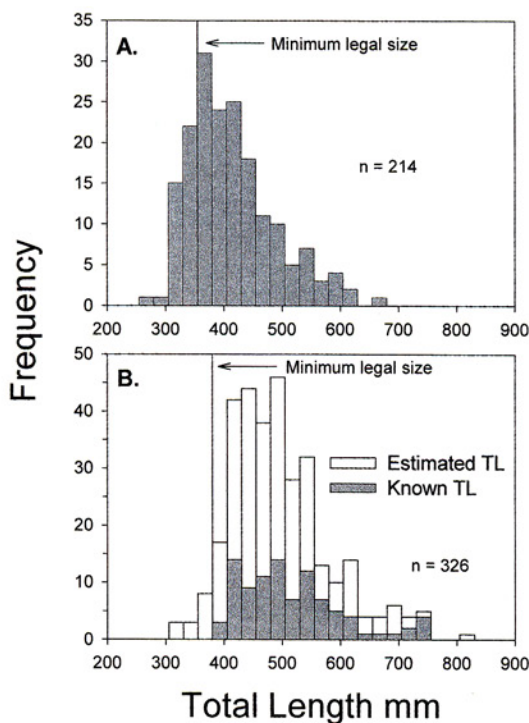 35
A.
Minimum legal size
30
25
20
n = 214
15
10
5
0
200 300 400 500 600 700 800 900
Frequency
50
B.
Minimum legal size
40
30
Estimated TL
Known TL
20
n = 326
10
0
200 300 400 500 600 700 800 900
Total Length mm